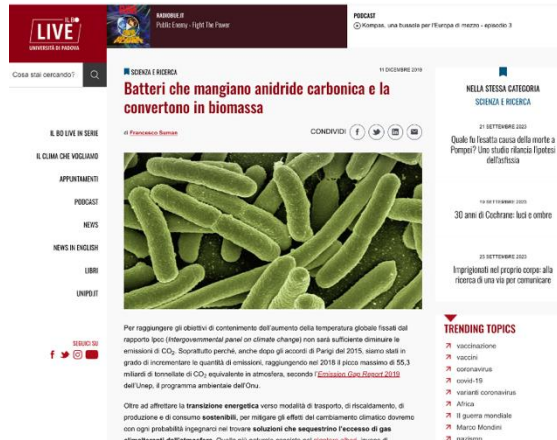 IL BO
LIVE
UNIVERSITÀ DI PADOVA
RADIOBUE.IT
Public Enemy - Fight The Power
PODCAST
Kompas, una bussola per l'Europa di mezzo - episodio 3
Cosa stai cercando?
IL BO LIVE IN SERIE
IL CLIMA CHE VOGLIAMO
APPUNTAMENTI
PODCAST
NEWS
NEWS IN ENGLISH
LIBRI
UNIPD.IT
SEGUICI SU
SCIENZA E RICERCA
11 DICEMBRE 2019
Batteri che mangiano anidride carbonica e la
convertono in biomassa
di Francesco Suman
CONDIVIDI
Per raggiungere gli obiettivi di contenimento dell'aumento della temperatura globale fissati dal
rapporto Ipcc (Intergovernmental panel on climate change) non sarà sufficiente diminuire le
emissioni di CO2. Soprattutto perché, anche dopo gli accordi di Parigi del 2015, siamo stati in
grado di incrementare le quantità di emissioni, raggiungendo nel 2018 il picco massimo di 55,3
miliardi di tonnellate di CO2 equivalente in atmosfera, secondo l'Emission Gap Report 2019
dell'Unep, il programma ambientale dell'Onu.
Oltre ad affrettare la transizione energetica verso modalità di trasporto, di riscaldamento, di
produzione e di consumo sostenibili, per mitigare gli effetti del cambiamento climatico dovremo
con ogni probabilità ingegnarci nel trovare soluzioni che sequestrino l'eccesso di gas
NELLA STESSA CATEGORIA
SCIENZA E RICERCA
21 SETTEMBRE 2023
Quale fu l'esatta causa della morte a
Pompei? Uno studio rilancia l'ipotesi
dell'asfissia
SETTEMBRE 2023
30 anni di Cochrane: luci e ombre
SETTEMBRE 2023
Imprigionati nel proprio corpo: alla
ricerca di una via per comunicare
TRENDING TOPICS
vaccinazione
vaccini
coronavirus
covid-19
varianti coronavirus
Africa
II guerra mondiale
Marco Mondini
nazismo